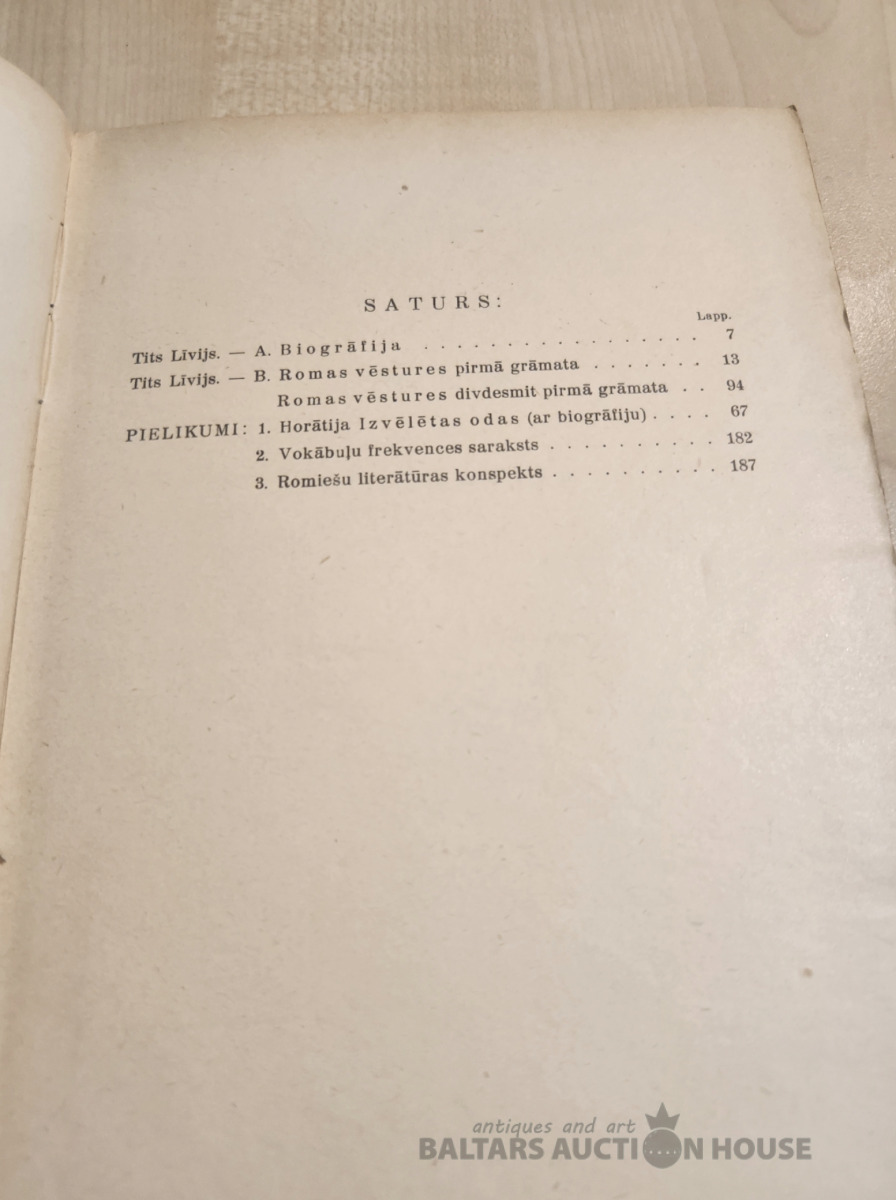 SATURS:
Lapp.
Tits Līvijs. — A. Biogrāfija . . . . . . . . . . . . . . . . 7
Tits Līvijs. — B. Romas vēstures pirmā grāmata . . . . . . . 13
Romas vēstures divdesmit pirmā grāmata . . 94
PIELIKUMI: 1. Horātija Izvēlētas odas (ar biogrāfiju) . . . . 67
2. Vokābuļu frekvences saraksts . . . . . . . . . . 182
3. Romiešu literātūras konspekts . . . . . . . . . . 187
antiques and art
BALTARS AUCTION HOUSE